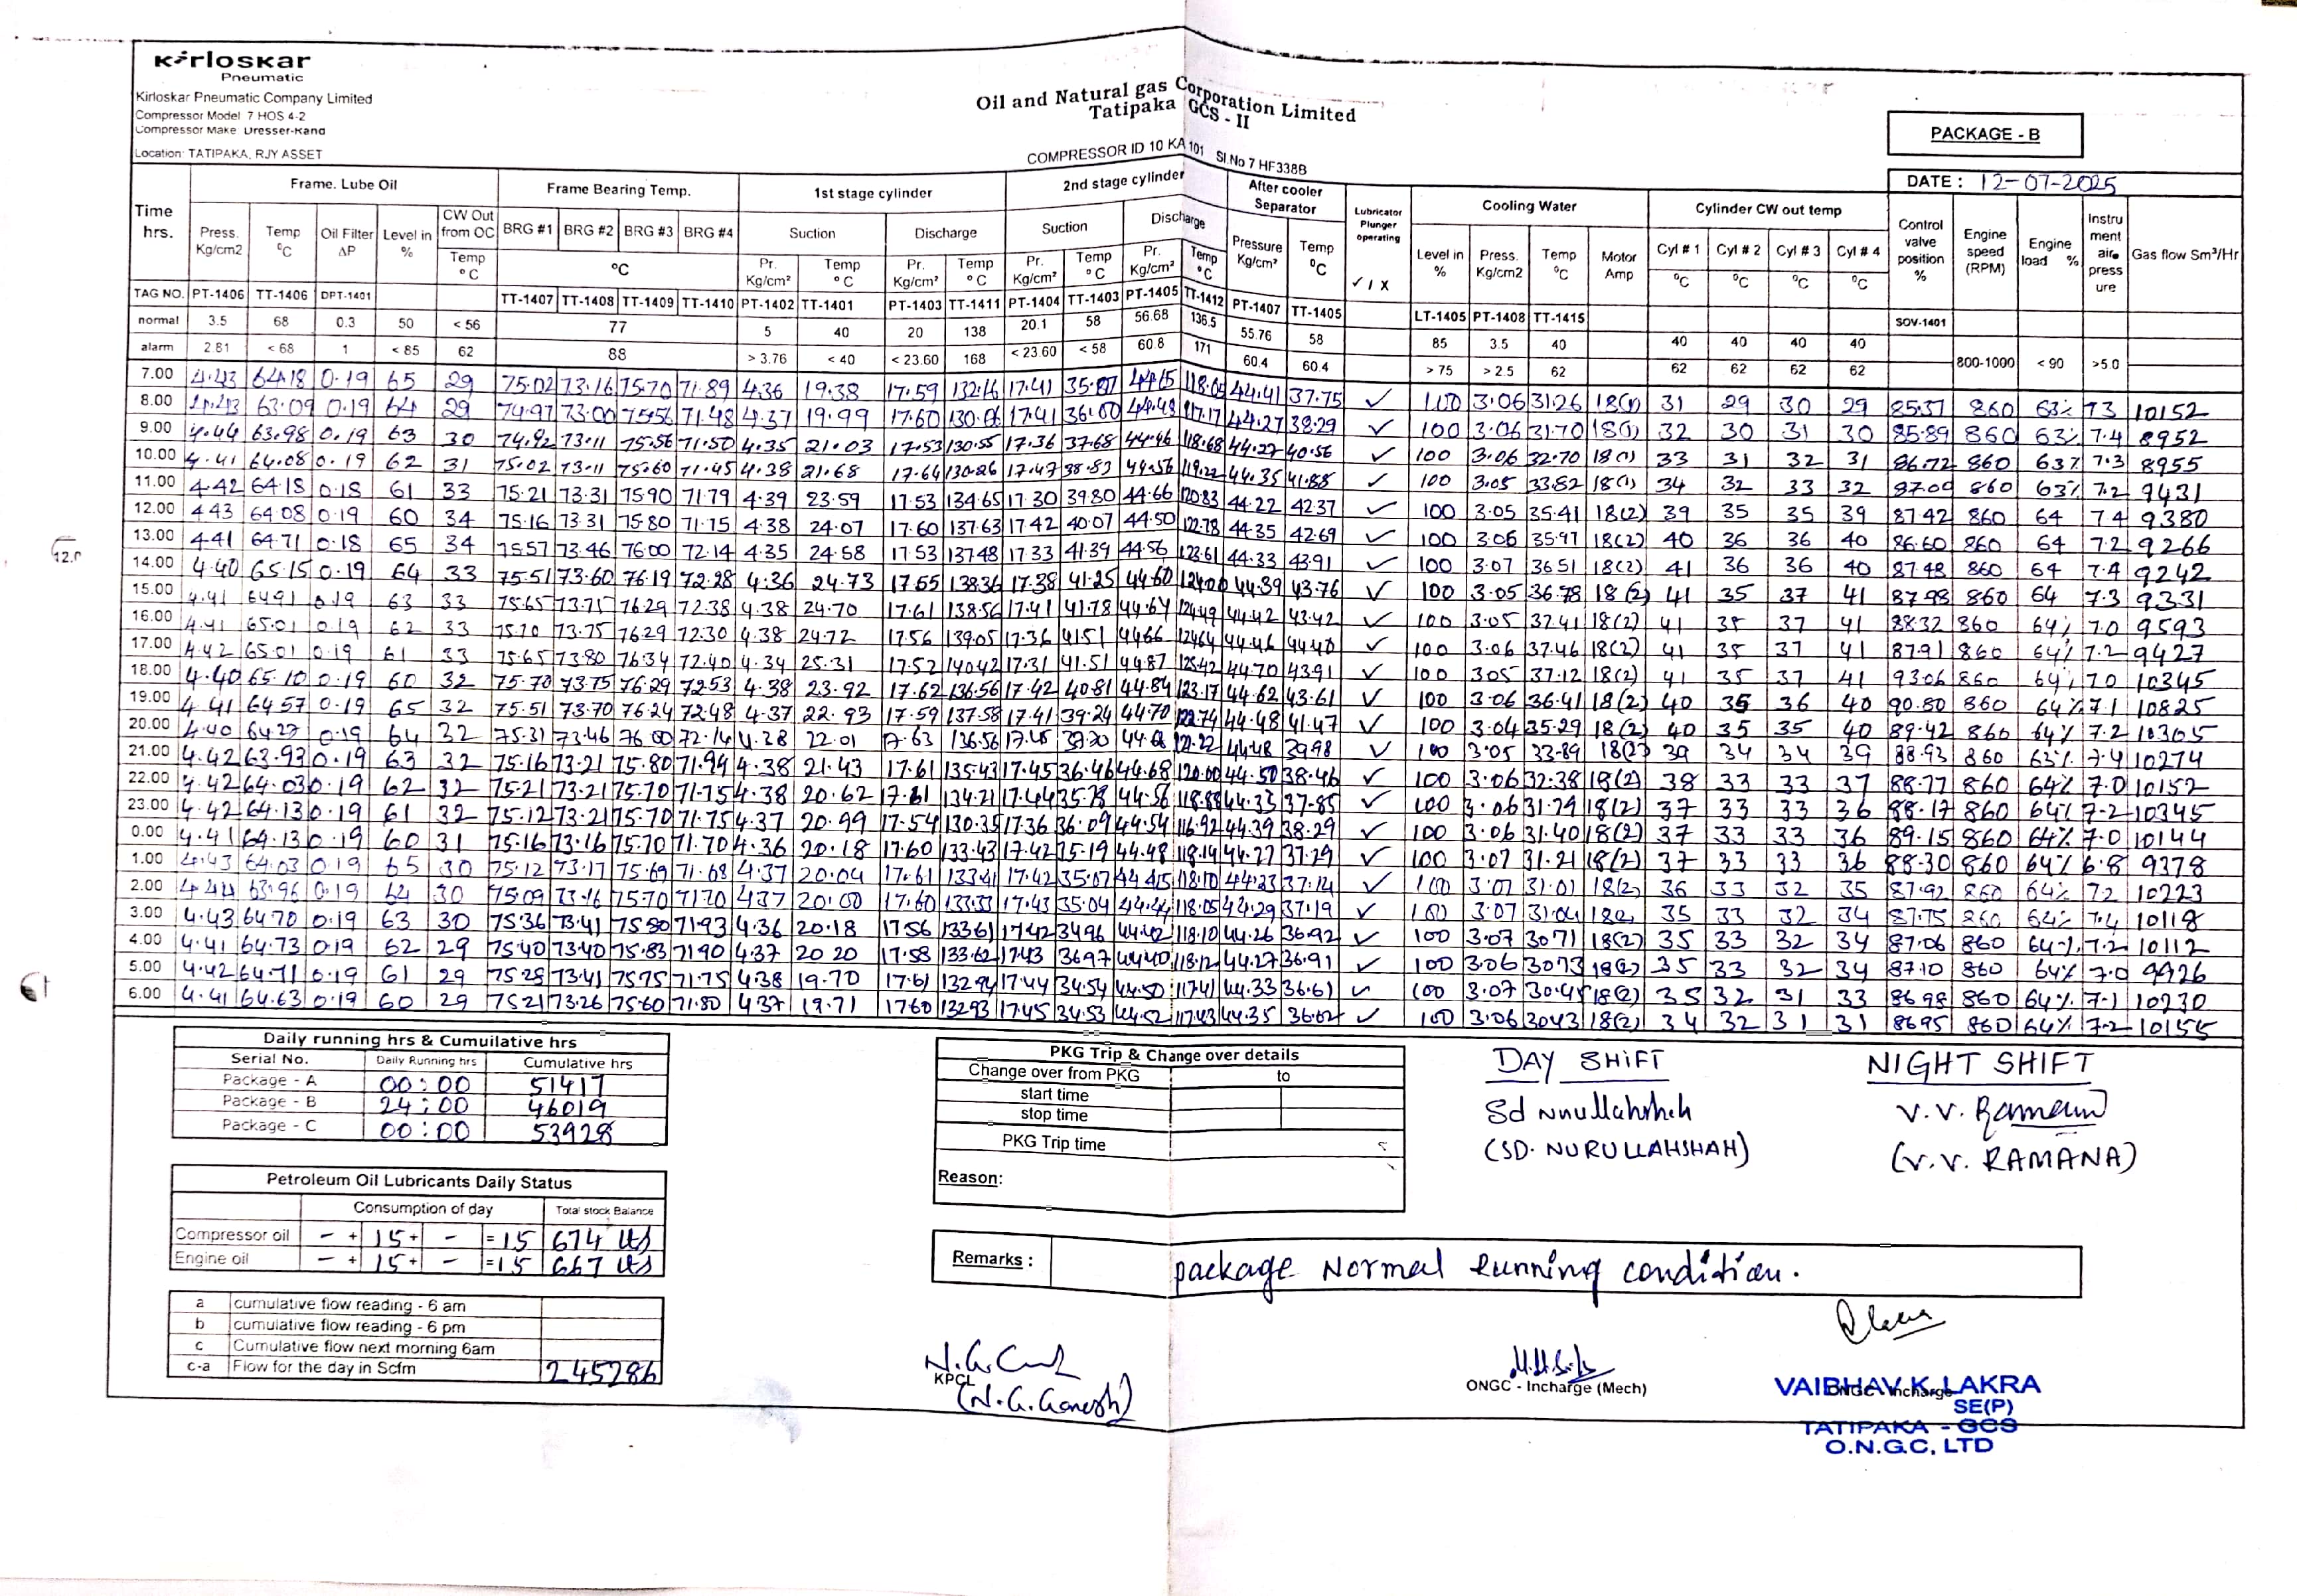 Kirloskar
Pneumatic
Kirloskar Pneumatic Company Limited
Compressor Model 7 HOS 4-2
Compressor Make Dresser-Rand
Location: TATIPAKA, RJY ASSET
Oil and Natural gas Corporation Limited
Tatipaka GCS - II
COMPRESSOR ID 10 KA 101 Sl.No 7 HF338B
PACKAGE - B
DATE : 12-07-2025
Time hrs. Frame. Lube Oil Frame Bearing Temp. 1st stage cylinder 2nd stage cylinder After cooler Separator Lubricator Plunger operating ✓ / X Cooling Water Cylinder CW out temp Control valve position % Engine speed (RPM) Engine load % Instru ment air press ure Gas flow Sm³/Hr
Press. Kg/cm2 Temp ⁰C Oil Filter ΔP Level in % CW Out from OC Temp ° C BRG #1 BRG #2 BRG #3 BRG #4 ⁰C Suction Discharge Suction Discharge Pressure Kg/cm² Temp ⁰C Level in % Press. Kg/cm2 Temp ⁰C Motor Amp Cyl # 1 Cyl # 2 Cyl # 3 Cyl # 4
Pr. Kg/cm² Temp ° C Pr. Kg/cm² Temp ° C Pr. Kg/cm² Temp ° C Pr. Kg/cm² Temp ° C ⁰C ⁰C ⁰C ⁰C
TAG NO. PT-1406 TT-1406 DPT-1401 TT-1407 TT-1408 TT-1409 TT-1410 PT-1402 TT-1401 PT-1403 TT-1411 PT-1404 TT-1403 PT-1405 TT-1412 PT-1407 TT-1405 LT-1405 PT-1408 TT-1415 SOV-1401
normal 3.5 68 0.3 50 < 56 77 5 40 20 138 20.1 58 56.68 136.5 55.76 58 85 3.5 40 40 40 40 40
alarm 2.81 < 68 1 < 85 62 88 > 3.76 < 40 < 23.60 168 < 23.60 < 58 60.8 171 60.4 60.4 > 75 > 2.5 62 62 62 62 62 800-1000 < 90 >5.0
7.00 4.43 64.18 0.19 65 29 75.02 73.16 75.70 71.89 4.36 19.38 17.59 132.16 17.41 35.87 44.15 118.05 44.41 37.75 ✓ 100 3.06 31.26 18(1) 31 29 30 29 85.37 860 63% 7.3 10152
8.00 4.43 63.09 0.19 64 29 74.97 73.00 75.56 71.48 4.37 19.99 17.60 130.06 17.41 36.60 44.48 117.17 44.27 38.29 ✓ 100 3.06 31.70 18(1) 32 30 31 30 85.89 860 63% 7.4 8952
9.00 4.44 63.98 0.19 63 30 74.92 73.11 75.56 71.50 4.35 21.03 17.53 130.55 17.36 37.68 44.46 118.68 44.27 40.56 ✓ 100 3.06 32.70 18(1) 33 31 32 31 86.72 860 63% 7.3 8955
10.00 4.41 64.08 0.19 62 31 75.02 73.11 75.60 71.45 4.38 21.68 17.64 130.26 17.47 38.83 44.56 119.22 44.35 41.88 ✓ 100 3.05 33.82 18(1) 34 32 33 32 87.00 860 63% 7.2 9431
11.00 4.42 64.18 0.18 61 33 75.21 73.31 75.90 71.79 4.39 23.59 17.53 134.65 17.30 39.80 44.66 120.83 44.22 42.37 ✓ 100 3.05 35.41 18(2) 39 35 35 39 87.42 860 64 7.4 9380
12.00 4.43 64.08 0.19 60 34 75.16 73.31 75.80 71.75 4.38 24.07 17.60 137.63 17.42 40.07 44.50 122.78 44.35 42.69 ✓ 100 3.06 35.97 18(2) 40 36 36 40 86.60 860 64 7.2 9266
13.00 4.41 64.71 0.18 65 34 75.57 73.46 76.00 72.14 4.35 24.58 17.53 137.48 17.33 41.39 44.56 123.61 44.33 43.91 ✓ 100 3.07 36.51 18(2) 41 36 36 40 87.48 860 64 7.4 9242
14.00 4.40 65.15 0.19 64 33 75.51 73.60 76.19 72.28 4.36 24.73 17.55 138.36 17.38 41.25 44.60 124.00 44.39 43.76 ✓ 100 3.05 36.78 18(2) 41 35 37 41 87.98 860 64 7.3 9331
15.00 4.41 64.91 0.19 63 33 75.65 73.75 76.29 72.38 4.38 24.70 17.61 138.56 17.41 41.78 44.64 124.49 44.42 43.42 ✓ 100 3.05 37.41 18(2) 41 35 37 41 88.32 860 64% 7.0 9593
16.00 4.41 65.01 0.19 62 33 75.70 73.75 76.29 72.30 4.38 24.72 17.56 139.05 17.36 41.51 44.66 124.64 44.46 44.40 ✓ 100 3.06 37.46 18(2) 41 35 37 41 87.91 860 64% 7.2 9427
17.00 4.42 65.01 0.19 61 33 75.65 73.80 76.34 72.40 4.34 25.31 17.52 140.42 17.31 41.51 44.87 125.42 44.70 43.91 ✓ 100 3.05 37.12 18(2) 41 35 37 41 93.06 860 64% 7.0 10345
18.00 4.40 65.10 0.19 60 32 75.70 73.75 76.29 72.53 4.38 23.92 17.62 136.56 17.42 40.81 44.84 123.17 44.62 43.61 ✓ 100 3.06 36.41 18(2) 40 35 36 40 90.80 860 64% 7.1 10825
19.00 4.41 64.57 0.19 65 32 75.51 73.70 76.24 72.48 4.37 22.93 17.59 137.58 17.41 39.24 44.70 122.74 44.48 41.47 ✓ 100 3.04 35.29 18(2) 40 35 35 40 89.42 860 64% 7.2 10305
20.00 4.40 64.27 0.19 64 32 75.31 73.46 76.00 72.14 4.38 22.01 17.63 136.56 17.45 37.20 44.68 121.22 44.48 39.98 ✓ 100 3.05 33.89 18(2) 39 34 34 39 88.93 860 63% 7.4 10274
21.00 4.42 63.93 0.19 63 32 75.16 73.21 75.80 71.94 4.38 21.43 17.61 135.43 17.45 36.46 44.68 120.00 44.50 38.46 ✓ 100 3.06 32.38 18(2) 38 33 33 37 88.77 860 64% 7.0 10152
22.00 4.42 64.03 0.19 62 32 75.21 73.21 75.70 71.75 4.38 20.62 17.61 134.21 17.44 35.78 44.56 118.88 44.33 37.85 ✓ 100 3.06 31.79 18(2) 37 33 33 36 88.17 860 64% 7.2 10345
23.00 4.42 64.13 0.19 61 32 75.12 73.21 75.70 71.75 4.37 20.99 17.54 130.35 17.36 36.09 44.54 116.92 44.39 38.29 ✓ 100 3.06 31.40 18(2) 37 33 33 36 89.15 860 64% 7.0 10144
0.00 4.41 64.13 0.19 60 31 75.16 73.16 75.70 71.70 4.36 20.18 17.60 133.43 17.42 35.19 44.48 118.14 44.27 37.29 ✓ 100 3.07 31.21 18(2) 37 33 33 36 88.30 860 64% 6.8 9378
1.00 4.43 64.03 0.19 65 30 75.12 73.17 75.69 71.68 4.37 20.04 17.61 133.41 17.42 35.07 44.45 118.10 44.23 37.14 ✓ 100 3.07 31.01 18(2) 36 33 32 35 87.92 860 64% 7.2 10223
2.00 4.44 63.96 0.19 64 30 75.09 73.16 75.70 71.70 4.37 20.00 17.60 133.33 17.43 35.04 44.44 118.05 44.29 37.19 ✓ 100 3.07 31.04 18(2) 35 33 32 34 87.75 860 64% 7.4 10118
3.00 4.43 64.70 0.19 63 30 75.36 73.41 75.80 71.93 4.36 20.18 17.56 133.61 17.42 34.96 44.42 118.10 44.26 36.92 ✓ 100 3.07 30.71 18(2) 35 33 32 34 87.06 860 64% 7.2 10112
4.00 4.41 64.73 0.19 62 29 75.40 73.40 75.83 71.90 4.37 20.20 17.58 133.62 17.43 36.97 44.40 118.12 44.27 36.91 ✓ 100 3.06 30.73 18(2) 35 33 32 34 87.10 860 64% 7.0 9926
5.00 4.42 64.71 0.19 61 29 75.28 73.41 75.75 71.75 4.38 19.70 17.61 132.94 17.44 34.54 44.50 117.41 44.33 36.61 ✓ 100 3.07 30.45 18(2) 35 32 31 33 86.98 860 64% 7.1 10230
6.00 4.41 64.63 0.19 60 29 75.21 73.26 75.60 71.80 4.37 19.71 17.60 132.93 17.45 34.53 44.52 117.43 44.35 36.62 ✓ 100 3.06 30.43 18(2) 34 32 31 31 86.95 860 64% 7.2 10155
Daily running hrs & Cumuilative hrs
Serial No. Daily Running hrs Cumulative hrs
Package - A 00:00 51417
Package - B 24:00 46019
Package - C 00:00 53928
Petroleum Oil Lubricants Daily Status
Consumption of day Total stock Balance
Compressor oil - + 15 + - = 15 674 lts
Engine oil - + 15 + - = 15 667 lts
a cumulative flow reading - 6 am
b cumulative flow reading - 6 pm
c Cumulative flow next morning 6am
c-a Flow for the day in Scfm 245286
PKG Trip & Change over details
Change over from PKG to
start time
stop time
PKG Trip time
Reason:
DAY SHIFT
(SD. NURULLAHSHAH)
NIGHT SHIFT
V.V. Ramana
(V.V. RAMANA)
Remarks : package Normal Running condition.
KPCL
(N.G. Ganesh)
ONGC - Incharge (Mech)
ONGC - Incharge
VAIBHAV K. LAKRA
SE(P)
TATIPAKA - GCS
O.N.G.C, LTD